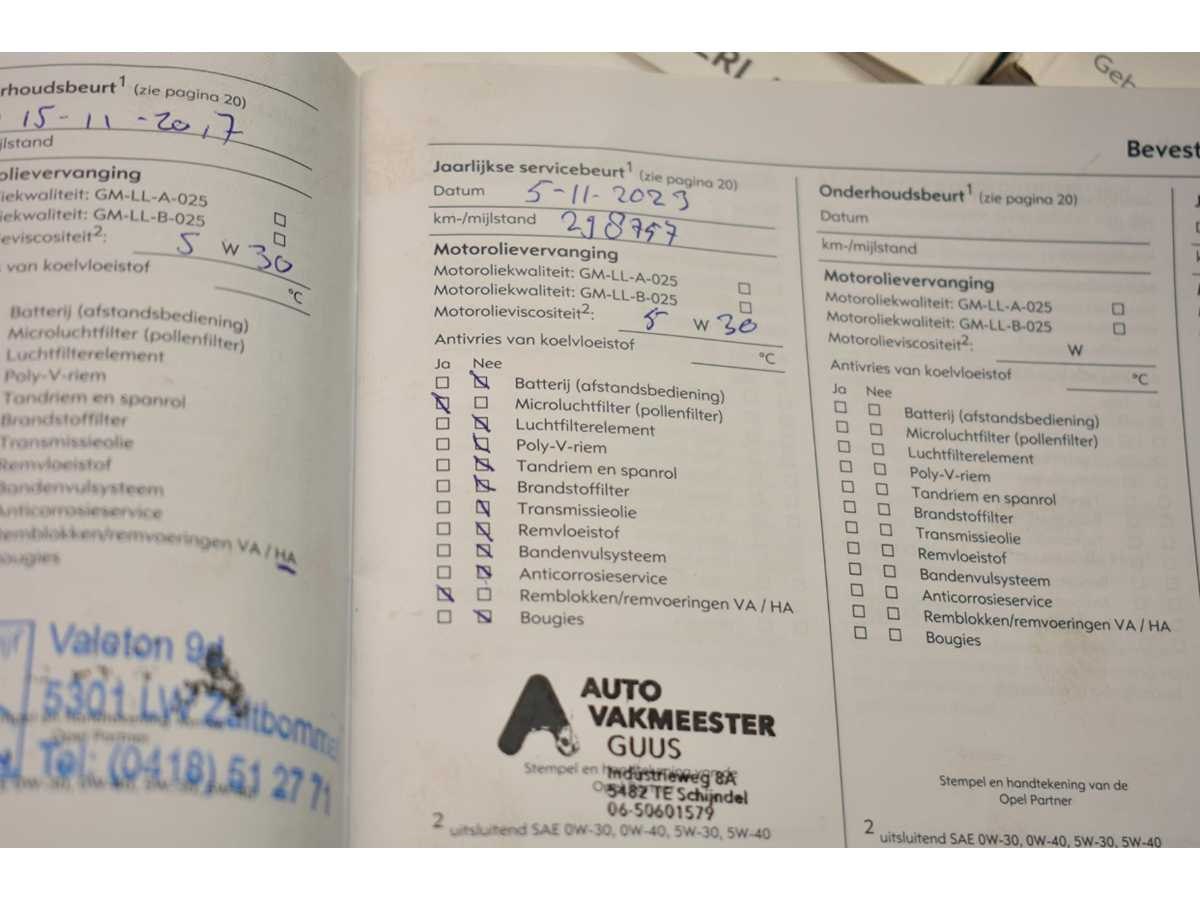 ERL
Geb
rhoudsbeurt1 (zie pagina 20)
15-11-2017
jlstand
olievervanging
iekwaliteit: GM-LL-A-025
iekwaliteit: GM-LL-B-025
ieviscositeit2: 5 W 30
s van koelvloeistof
°C
Batterij (afstandsbediening)
Microluchtfilter (pollenfilter)
Luchtfilterelement
Poly-V-riem
Tandriem en spanrol
Brandstoffilter
Transmissieolie
Remvloeistof
Bandenvulsysteem
Anticorrosieservice
Remblokken/remvoeringen VA / HA
Bougies
Valeton 9d
5301 LW Zaltbommel
Tel: (0418) 51 27 71
Bevest
Jaarlijkse servicebeurt1 (zie pagina 20)
Datum 5-11-2023
km-/mijlstand 298747
Motorolievervanging
Motoroliekwaliteit: GM-LL-A-025
Motoroliekwaliteit: GM-LL-B-025
Motorolieviscositeit2: 5 W 30
Antivries van koelvloeistof °C
Ja Nee
Batterij (afstandsbediening)
Microluchtfilter (pollenfilter)
Luchtfilterelement
Poly-V-riem
Tandriem en spanrol
Brandstoffilter
Transmissieolie
Remvloeistof
Bandenvulsysteem
Anticorrosieservice
Remblokken/remvoeringen VA / HA
Bougies
AUTO
VAKMEESTER
GUUS
Stempel en
Industrieweg 8A
5482 TE Schijndel
06-50601579
2 uitsluitend SAE 0W-30, 0W-40, 5W-30, 5W-40
Onderhoudsbeurt1 (zie pagina 20)
Datum
km-/mijlstand
Motorolievervanging
Motoroliekwaliteit: GM-LL-A-025
Motoroliekwaliteit: GM-LL-B-025
Motorolieviscositeit2: W
Antivries van koelvloeistof °C
Ja Nee
Batterij (afstandsbediening)
Microluchtfilter (pollenfilter)
Luchtfilterelement
Poly-V-riem
Tandriem en spanrol
Brandstoffilter
Transmissieolie
Remvloeistof
Bandenvulsysteem
Anticorrosieservice
Remblokken/remvoeringen VA / HA
Bougies
Stempel en handtekening van de
Opel Partner
2 uitsluitend SAE 0W-30, 0W-40, 5W-30, 5W-40